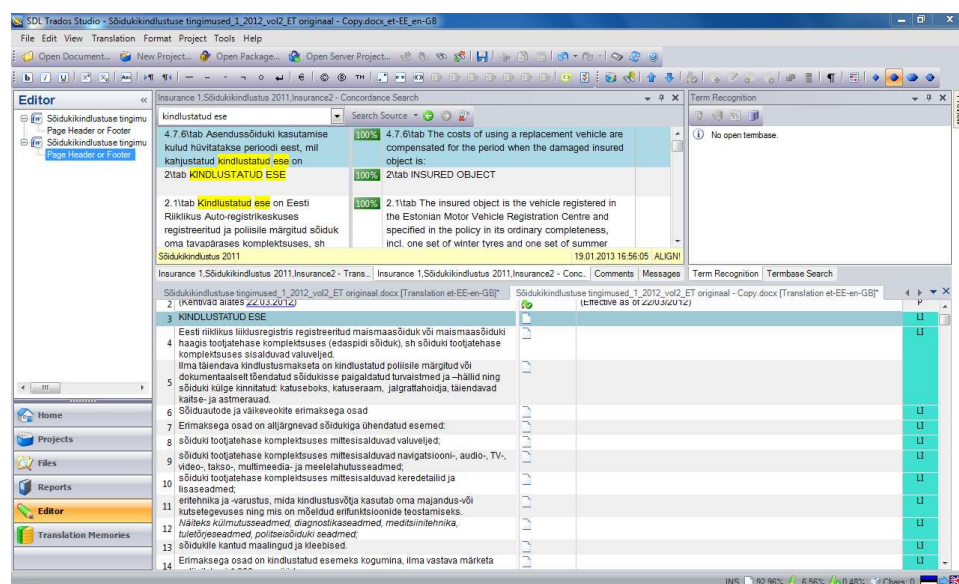 SDL Trados Studio - Sõidukikindlustuse tingimused_1_2012_vol2_ET originaal - Copy.docx_et-EE_en-GB
File Edit View Translation Format Project Tools Help
Open Document... New Project... Open Package... Open Server Project...
Editor
Insurance 1,Sõidukikindlustus 2011,Insurance2 - Concordance Search
Term Recognition
Preview
kindlustatud ese
Search Source
No open termbase.
Sõidukikindlustuse tingimu
Page Header or Footer
Sõidukikindlustuse tingimu
Page Header or Footer
4.7.6\tab Asendussõiduki kasutamise
kulud hüvitatakse perioodi eest, mil
kahjustatud kindlustatud ese on
100%
4.7.6\tab The costs of using a
replacement vehicle are
compensated for the period
when the damaged insured
object is:
2\tab KINDLUSTATUD ESE
100%
2\tab INSURED OBJECT
2.1\tab Kindlustatud ese on Eesti
Riiklikus Auto-registrikeskuses
registreeritud ja poliisile märgitud sõiduk
oma tavapärases komplektsuses, sh
100%
2.1\tab The insured object is the vehicle registered in
the Estonian Motor Vehicle Registration Centre and
specified in the policy in its ordinary completeness,
incl. one set of winter tyres and one set of summer
Sõidukikindlustus 2011
19.01.2013 16:56:05 ALIGN!
Insurance 1,Sõidukikindlustus 2011,Insurance2 - Trans...
Insurance 1,Sõidukikindlustus 2011,Insurance2 - Conc...
Comments
Messages
Term Recognition
Termbase Search
Sõidukikindlustuse tingimused_1_2012_vol2_ET originaal.docx [Translation et-EE-en-GB]*
Sõidukikindlustuse tingimused_1_2012_vol2_ET originaal - Copy.docx [Translation et-EE-en-GB]*
2 (Kehtivad alates 22.03.2012)
(Effective as of 22/03/2012)
P
3 KINDLUSTATUD ESE
LI
4 Eesti riiklikus liiklusregistris registreeritud maismaasõiduk või maismaasõiduki
haagis tootjatehase komplektsuses (edaspidi sõiduk), sh sõiduki tootjatehase
komplektsuses sisalduvad valuveljed.
LI
5 Ilma täiendava kindlustusmakseta on kindlustatud poliisile märgitud või
dokumentaalselt tõendatud sõidukisse paigaldatud turvaistmed ja –hällid ning
sõiduki külge kinnitatud: katuseboks, katuseraam, jalgrattahoidja, täiendavad
kaitse- ja astmerauad.
6 Sõiduautode ja väikeveokite erimaksega osad
LI
7 Erimaksega osad on alljärgnevad sõidukiga ühendatud esemed:
LI
8 sõiduki tootjatehase komplektsuses mittesisalduvad valuveljed;
LI
9 sõiduki tootjatehase komplektsuses mittesisalduvad navigatsiooni-, audio-, TV-,
video-, takso-, multimeedia- ja meelelahutusseadmed;
LI
10 sõiduki tootjatehase komplektsuses mittesisalduvad keredetailid ja
lisaseadmed;
LI
11 eritehnika ja -varustus, mida kindlustusvõtja kasutab oma majandus-või
kutsetegevuses ning mis on mõeldud erifunktsioonide teostamiseks.
LI
12 Näiteks külmutusseadmed, diagnostikaseadmed, meditsiinitehnika,
tuletõrjeseadmed, politseisõiduki seadmed;
LI
13 sõidukile kantud maalingud ja kleebised.
LI
14 Erimaksega osad on kindlustatud esemeks kogumina, ilma vastava märketa
LI
Home
Projects
Files
Reports
Editor
Translation Memories
INS 92.96% 6.56% 0.48% Chars: 0